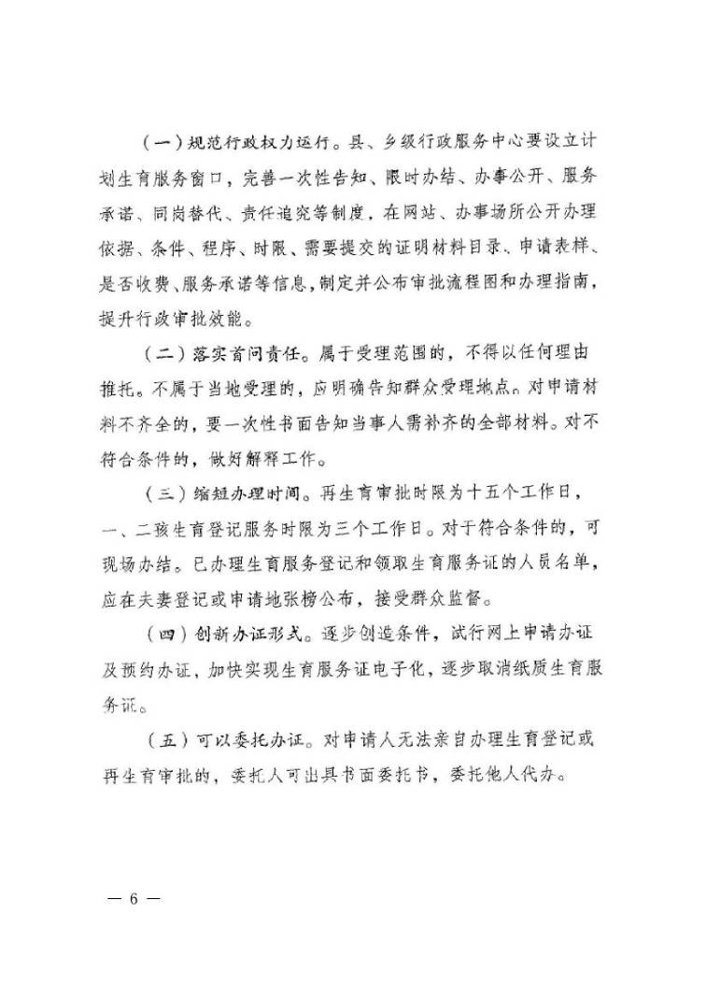 （一）规范行政权力运行。县、乡级行政服务中心要设立计
划生育服务窗口，完善一次性告知、限时办结、办事公开、服务
承诺、同岗替代、责任追究等制度，在网站、办事场所公开办理
依据、条件、程序、时限、需要提交的证明材料目录、申请表样、
是否收费、服务承诺等信息，制定并公布审批流程图和办理指南，
提升行政审批效能。
（二）落实首问责任。属于受理范围的，不得以任何理由
推托。不属于当地受理的，应明确告知群众受理地点。对申请材
料不齐全的，要一次性书面告知当事人需补齐的全部材料。对不
符合条件的，做好解释工作。
（三）缩短办理时间。再生育审批时限为十五个工作日，
一、二孩生育登记服务时限为三个工作日。对于符合条件的，可
现场办结。已办理生育服务登记和领取生育服务证的人员名单，
应在夫妻登记或申请地张榜公布，接受群众监督。
（四）创新办证形式。逐步创造条件，试行网上申请办证
及预约办证，加快实现生育服务证电子化，逐步取消纸质生育服
务证。
（五）可以委托办证。对申请人无法亲自办理生育登记或
再生育审批的，委托人可出具书面委托书，委托他人代办。
— 6 —